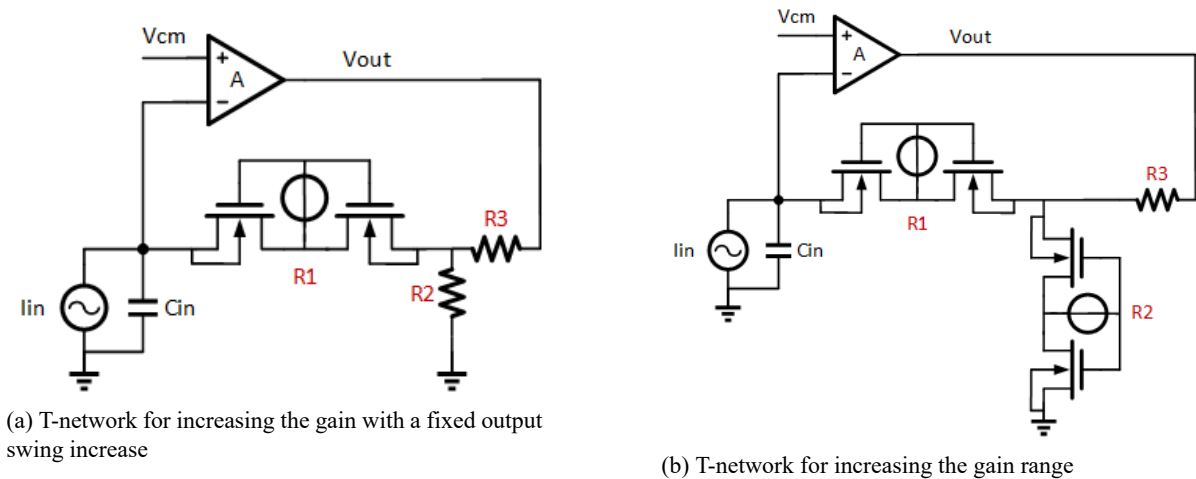 Vcm
+
A
−
Vout
R3
R1
R2
Iin
Cin
(a) T-network for increasing the gain with a fixed output
swing increase
Vcm
+
A
−
Vout
R3
R1
Iin
Cin
R2
(b) T-network for increasing the gain range